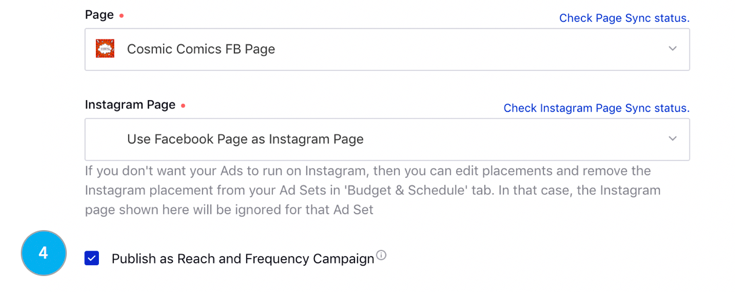 Page
Check Page Sync status.
Cosmic Comics FB Page
Instagram Page
Check Instagram Page Sync status.
Use Facebook Page as Instagram Page
If you don't want your Ads to run on Instagram, then you can edit placements and remove the
Instagram placement from your Ad Sets in 'Budget & Schedule' tab. In that case, the Instagram
page shown here will be ignored for that Ad Set
4
Publish as Reach and Frequency Campaign